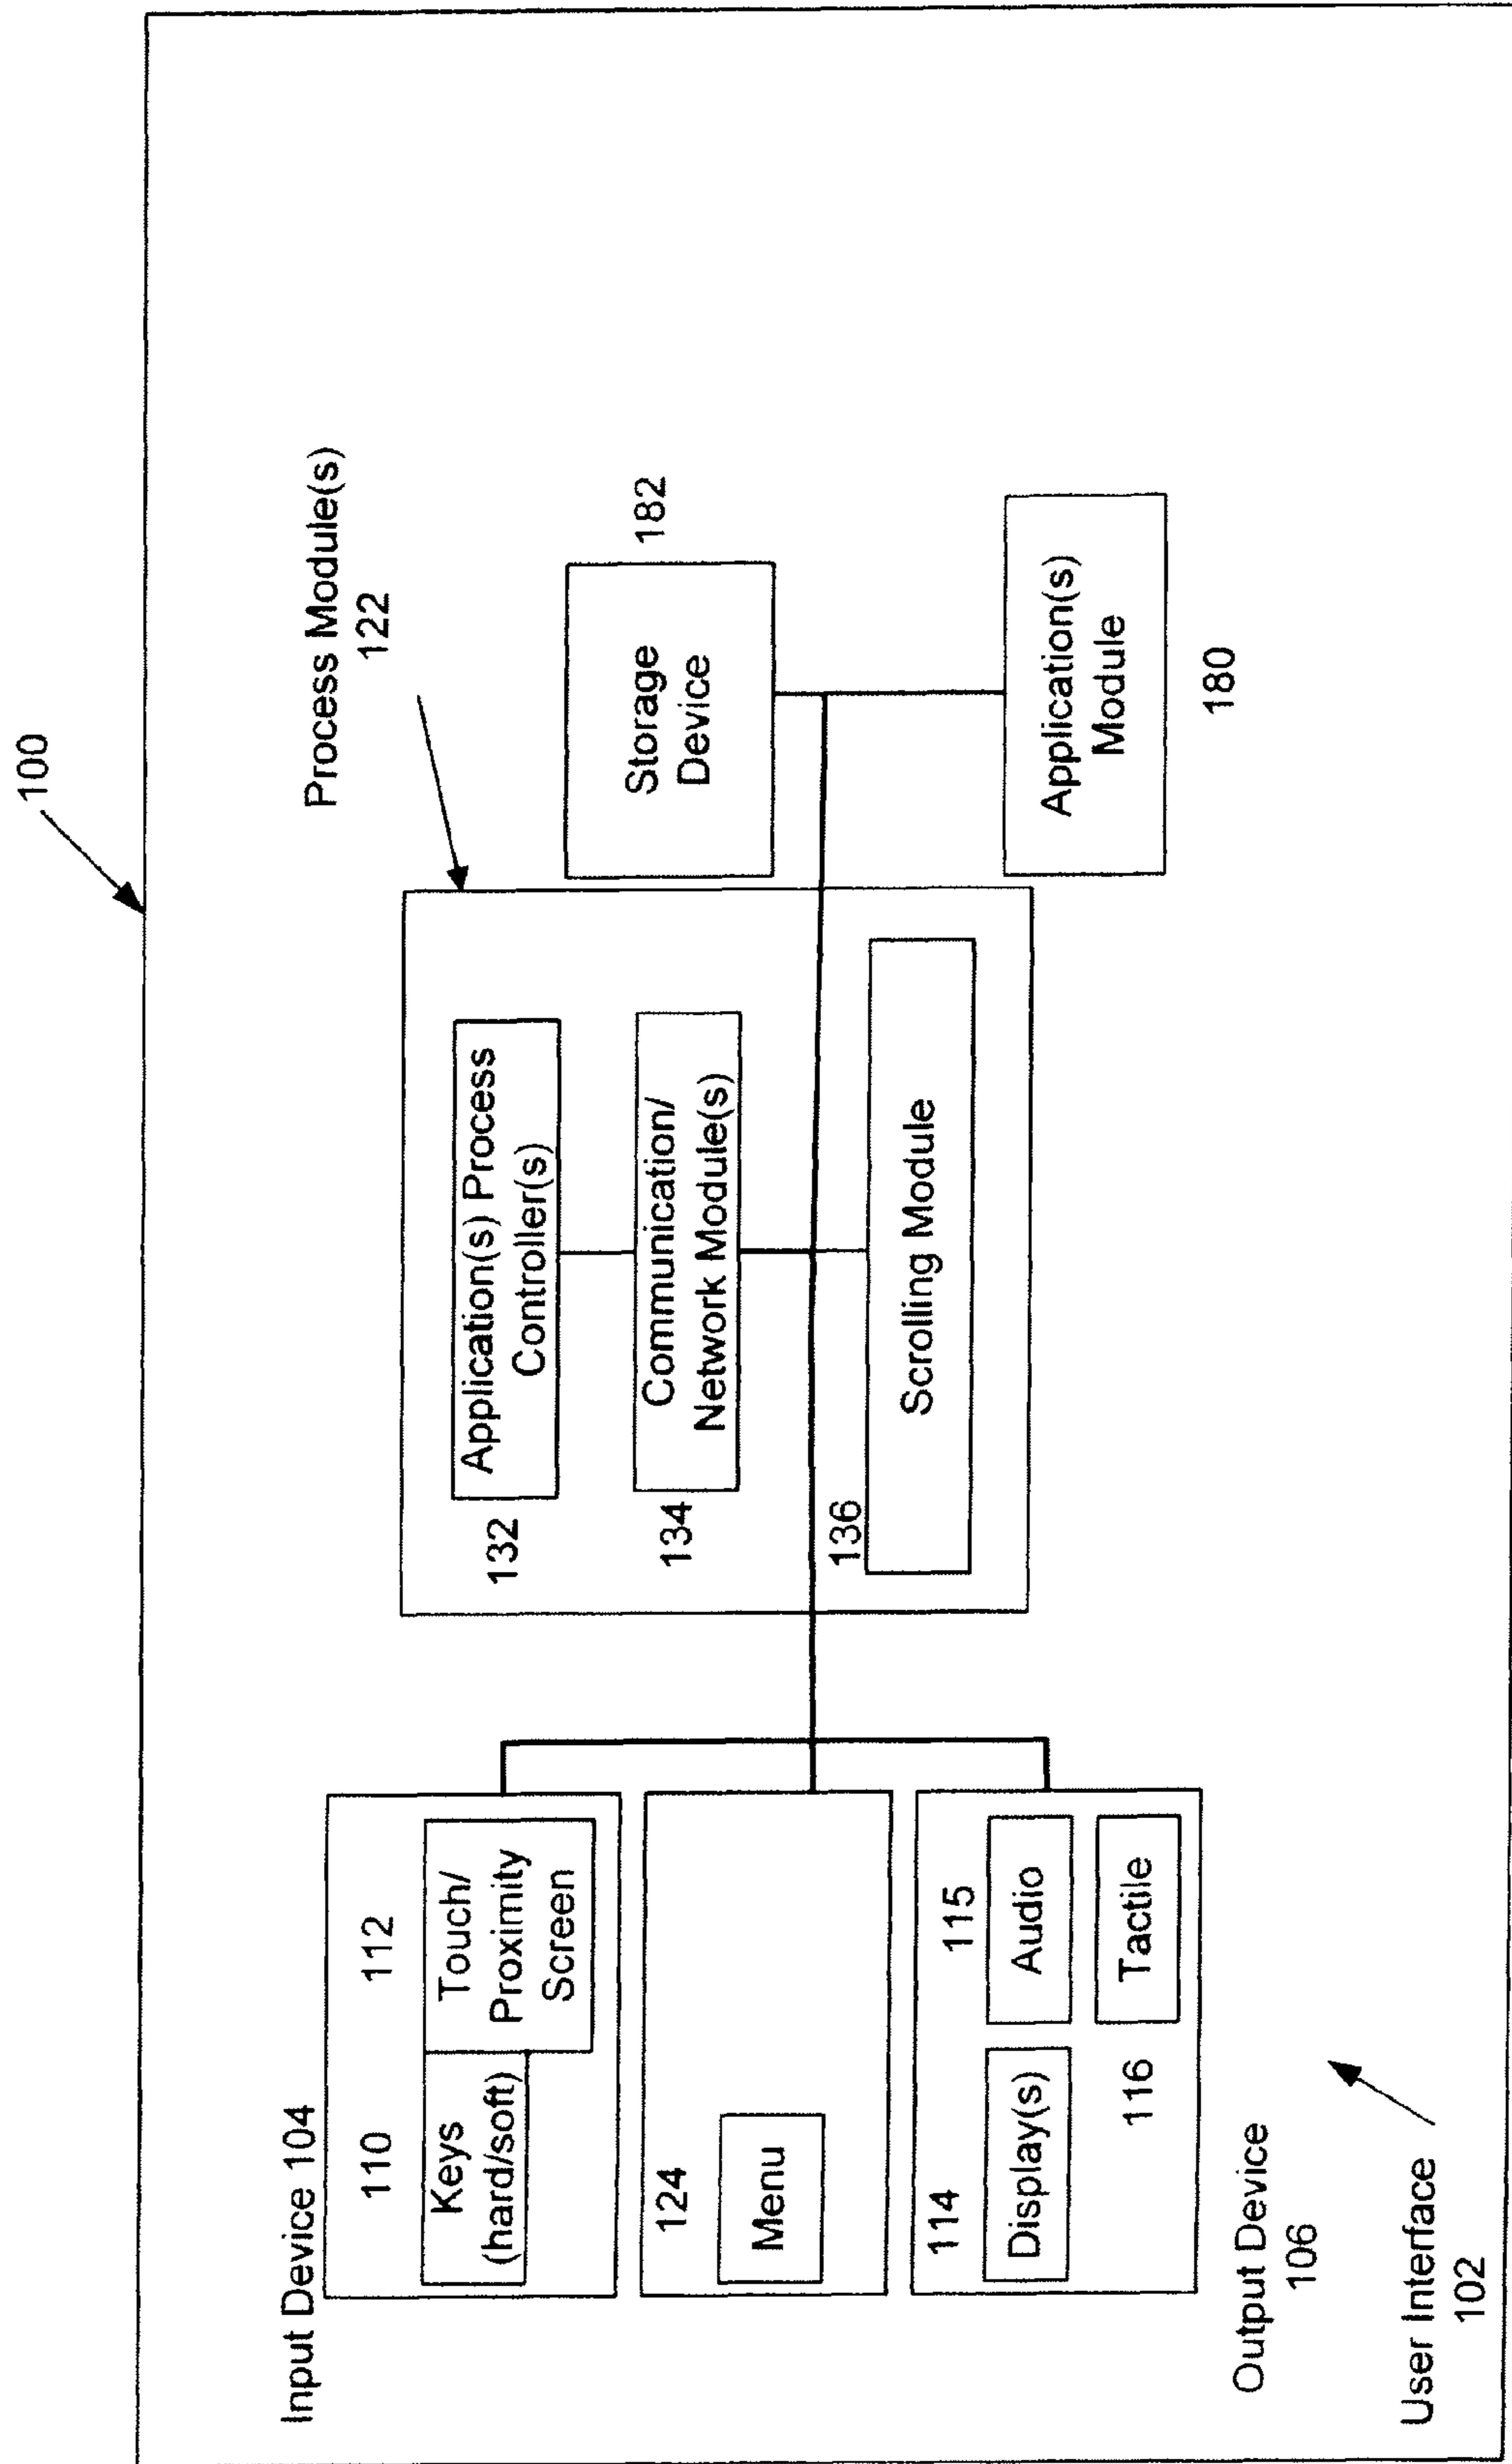 100
Process Module(s)
122
Input Device 104
110
112
Keys
(hard/soft)
Touch/
Proximity
Screen
124
Menu
114
115
Display(s)
Audio
116
Tactile
Output Device
106
User Interface
102
132
Application(s) Process
Controller(s)
134
Communication/
Network Module(s)
136
Scrolling Module
Storage
Device
182
Application(s)
Module
180